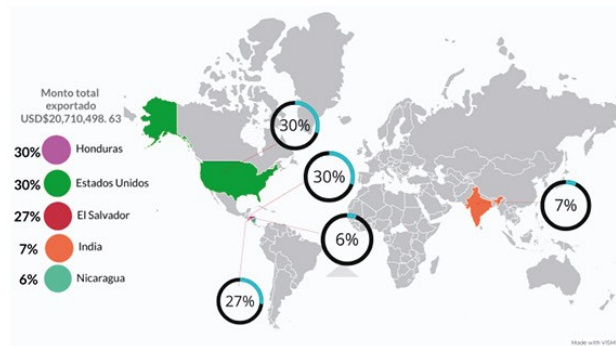 Monto total
exportado
USD$20,710,498.63
30% Honduras
30% Estados Unidos
27% El Salvador
7% India
6% Nicaragua
30%
30%
7%
6%
27%
Made with VISME